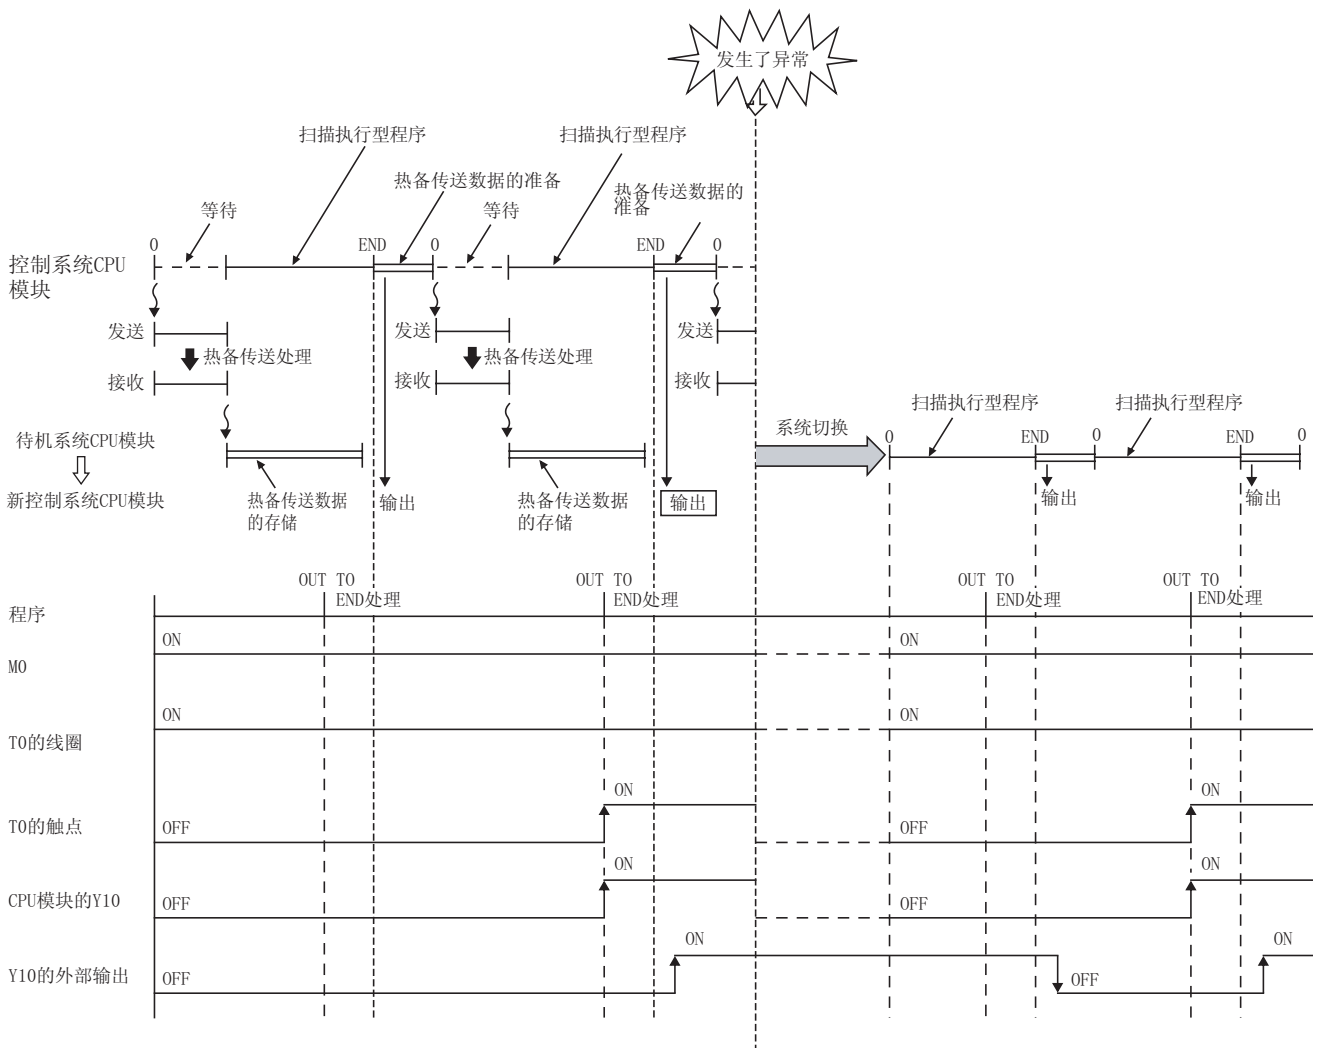 发生了异常
扫描执行型程序
扫描执行型程序
热备传送数据的准备
热备传送数据的
准备
等待
等待
0
END
0
END
0
控制系统CPU
模块
发送
发送
发送
热备传送处理
热备传送处理
接收
接收
接收
扫描执行型程序
扫描执行型程序
系统切换
0
END
0
END
0
待机系统CPU模块
新控制系统CPU模块
热备传送数据
的存储
输出
热备传送数据
的存储
输出
输出
输出
OUT T0
OUT T0
OUT T0
OUT T0
END处理
END处理
END处理
END处理
程序
ON
ON
M0
ON
ON
T0的线圈
ON
ON
T0的触点
OFF
OFF
ON
ON
CPU模块的Y10
OFF
OFF
ON
ON
Y10的外部输出
OFF
OFF